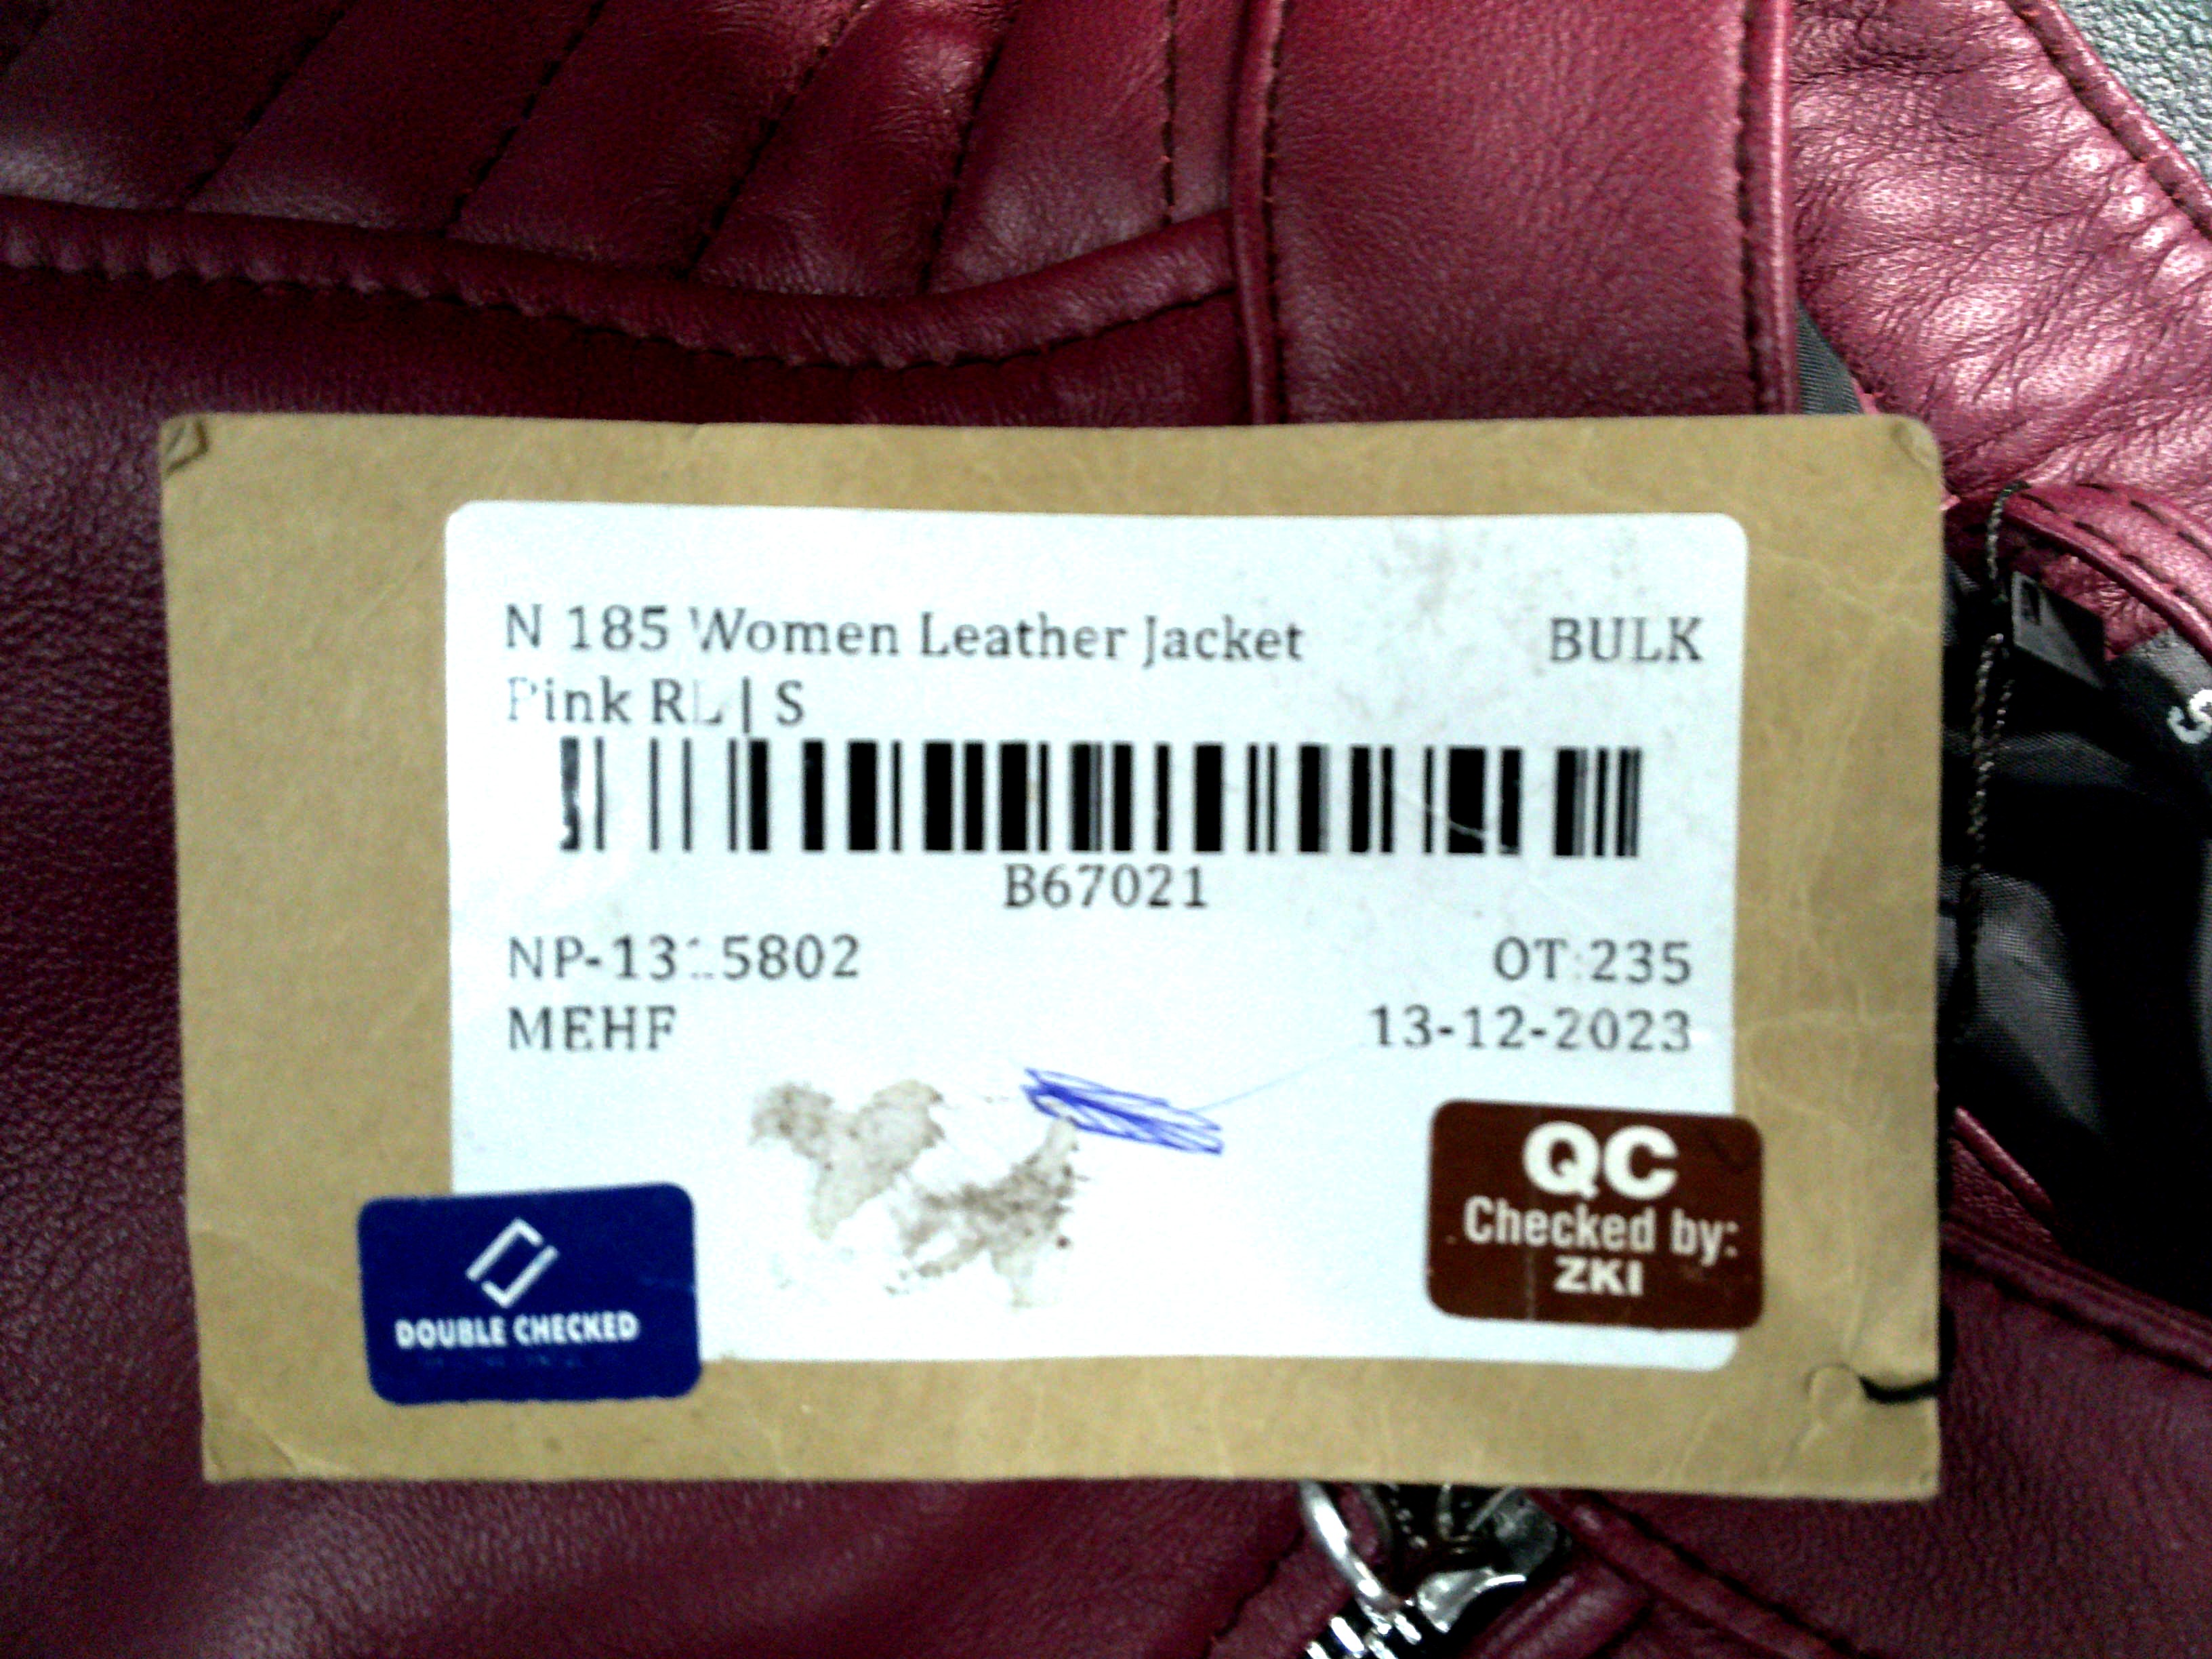 N 185 Women Leather Jacket BULK
Pink RL | S
B67021
OT:235
MEHF 13-12-2023
QC
Checked by:
ZKI
DOUBLE CHECKED